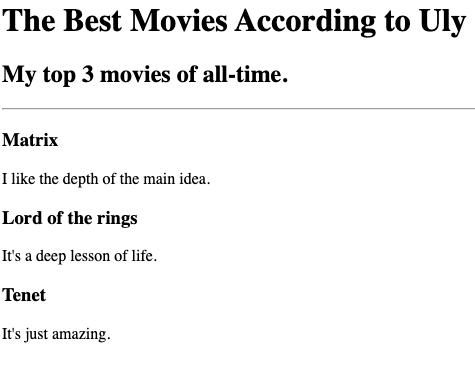 The Best Movies According to Uly
My top 3 movies of all-time.
Matrix
I like the depth of the main idea.
Lord of the rings
It's a deep lesson of life.
Tenet
It's just amazing.